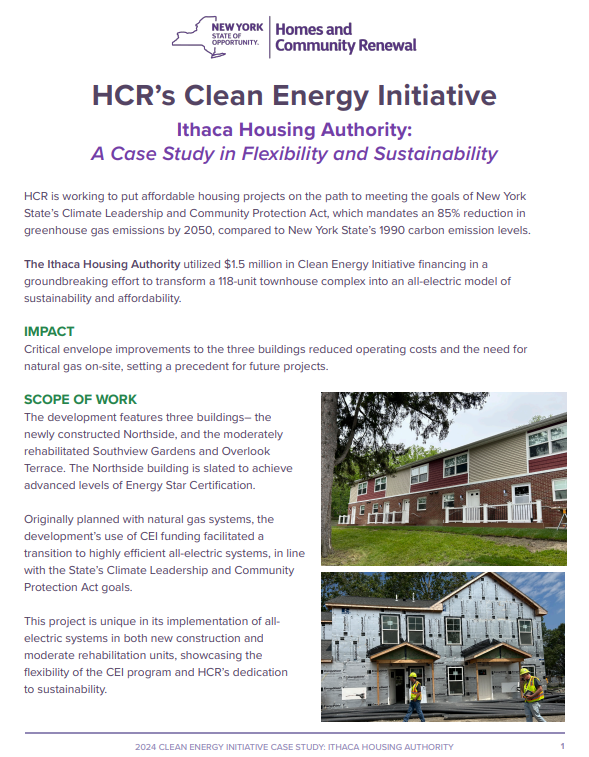 NEW YORK
STATE OF
OPPORTUNITY.
Homes and
Community Renewal
HCR's Clean Energy Initiative
Ithaca Housing Authority:
A Case Study in Flexibility and Sustainability
HCR is working to put affordable housing projects on the path to meeting the goals of New York
State's Climate Leadership and Community Protection Act, which mandates an 85% reduction in
greenhouse gas emissions by 2050, compared to New York State's 1990 carbon emission levels.
The Ithaca Housing Authority utilized $1.5 million in Clean Energy Initiative financing in a
groundbreaking effort to transform a 118-unit townhouse complex into an all-electric model of
sustainability and affordability.
IMPACT
Critical envelope improvements to the three buildings reduced operating costs and the need for
natural gas on-site, setting a precedent for future projects.
SCOPE OF WORK
The development features three buildings– the
newly constructed Northside, and the moderately
rehabilitated Southview Gardens and Overlook
Terrace. The Northside building is slated to achieve
advanced levels of Energy Star Certification.
Originally planned with natural gas systems, the
development's use of CEI funding facilitated a
transition to highly efficient all-electric systems, in line
with the State's Climate Leadership and Community
Protection Act goals.
This project is unique in its implementation of all-
electric systems in both new construction and
moderate rehabilitation units, showcasing the
flexibility of the CEI program and HCR's dedication
to sustainability.
2024 CLEAN ENERGY INITIATIVE CASE STUDY: ITHACA HOUSING AUTHORITY
1